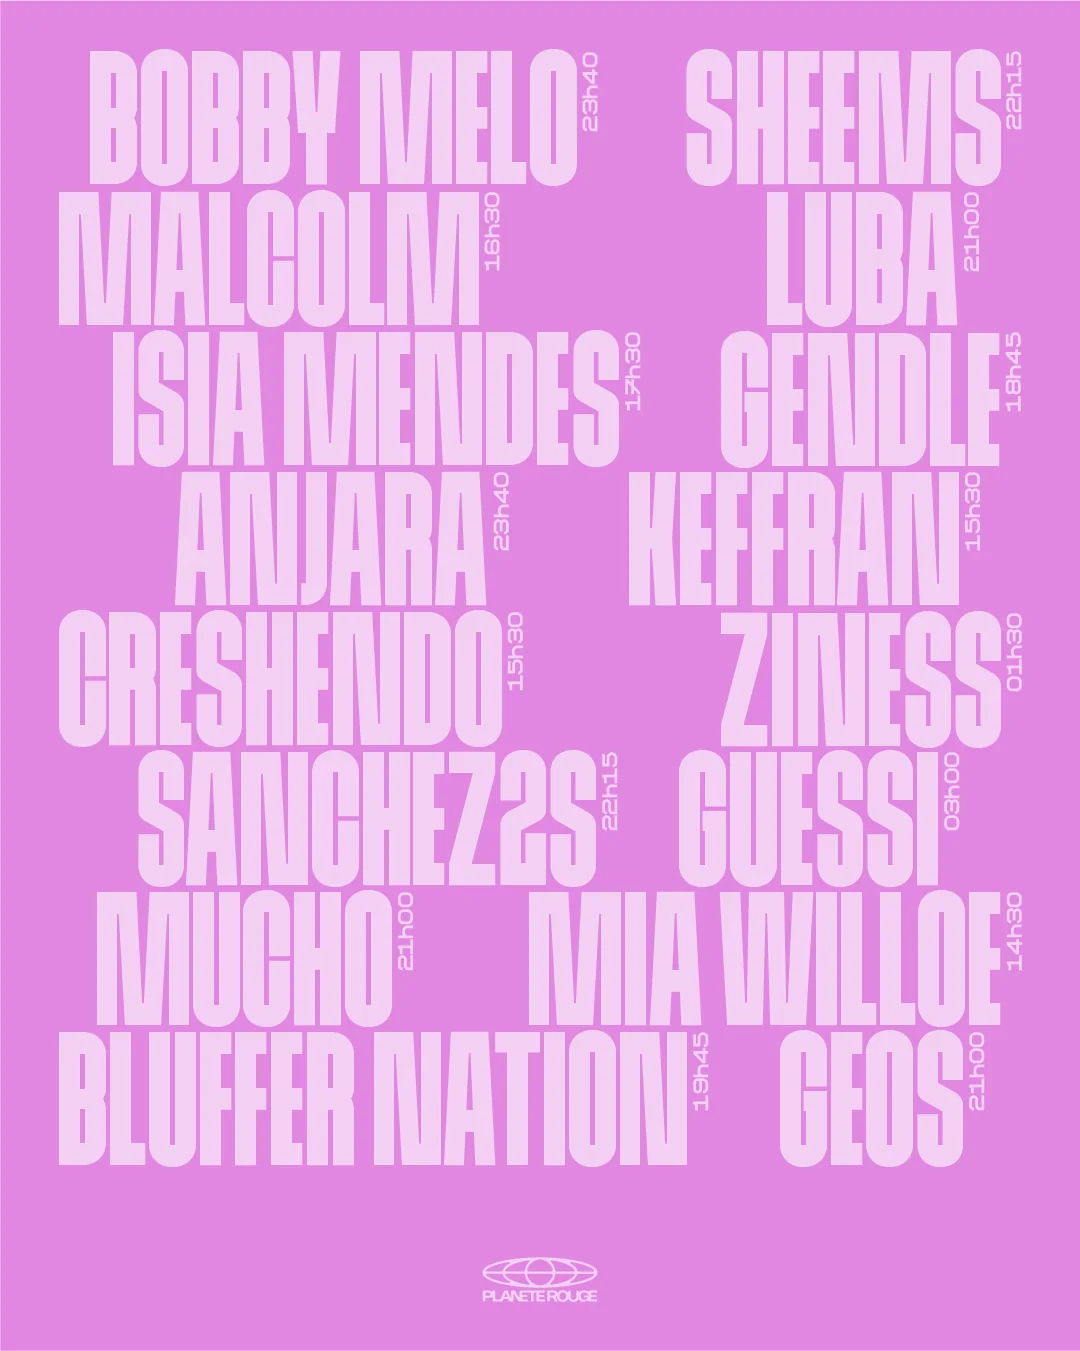 BOBBY MELO 23h40 SHEEMS 22h15
MALCOLM 16h30 LUBA 21h00
ISIA MENDES 17h30 GENDLE 18h45
ANJARA 23h40 KEFFRAN 15h30
CRESHENDO 15h30 ZINESS 01h30
SANCHEZ2S 22h15 GUESSI 03h00
MUCHO 21h00 MIA WILLOE 14h30
BLUFFER NATION 19h45 GEOS 21h00
PLANETE ROUGE